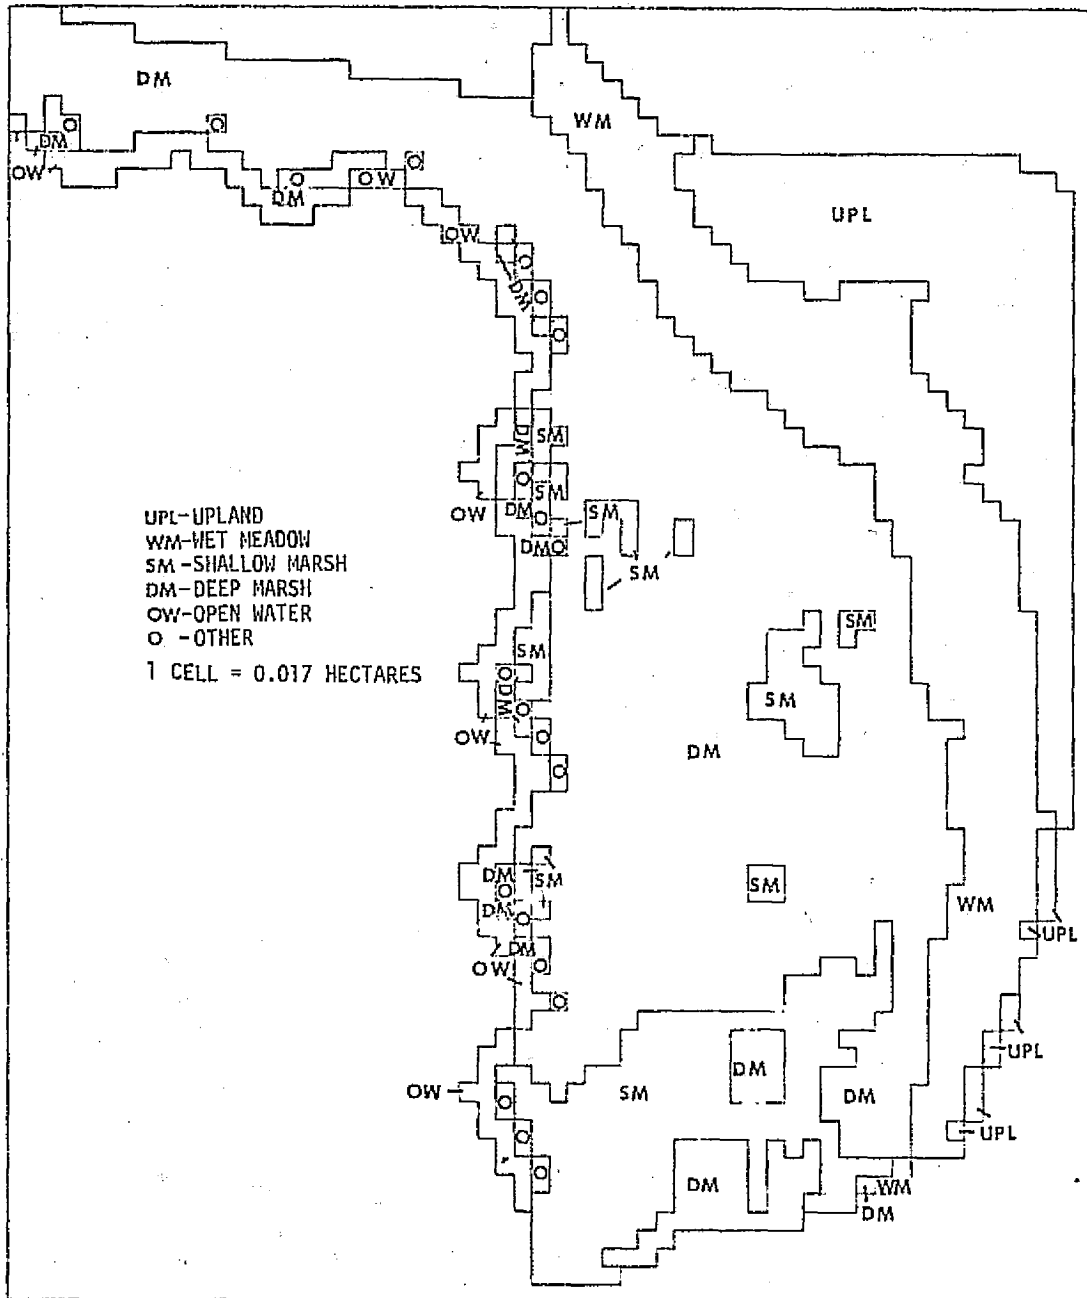 DM
WM
O
O
DM
OW
O
O
OW
DM
UPL
OW
O
DM
O
O
DM
SM
O
SM
OW
DM
O
SM
DM
O
SM
UPL-UPLAND
WM-WET MEADOW
SM-SHALLOW MARSH
DM-DEEP MARSH
OW-OPEN WATER
O -OTHER
1 CELL = 0.017 HECTARES
SM
SM
O
DM
SM
O
OW
O
DM
O
DM
SM
SM
O
DM
O
WM
UPL
DM
O
OW
O
UPL
DM
OW
SM
DM
O
O
UPL
O
DM
WM
DM